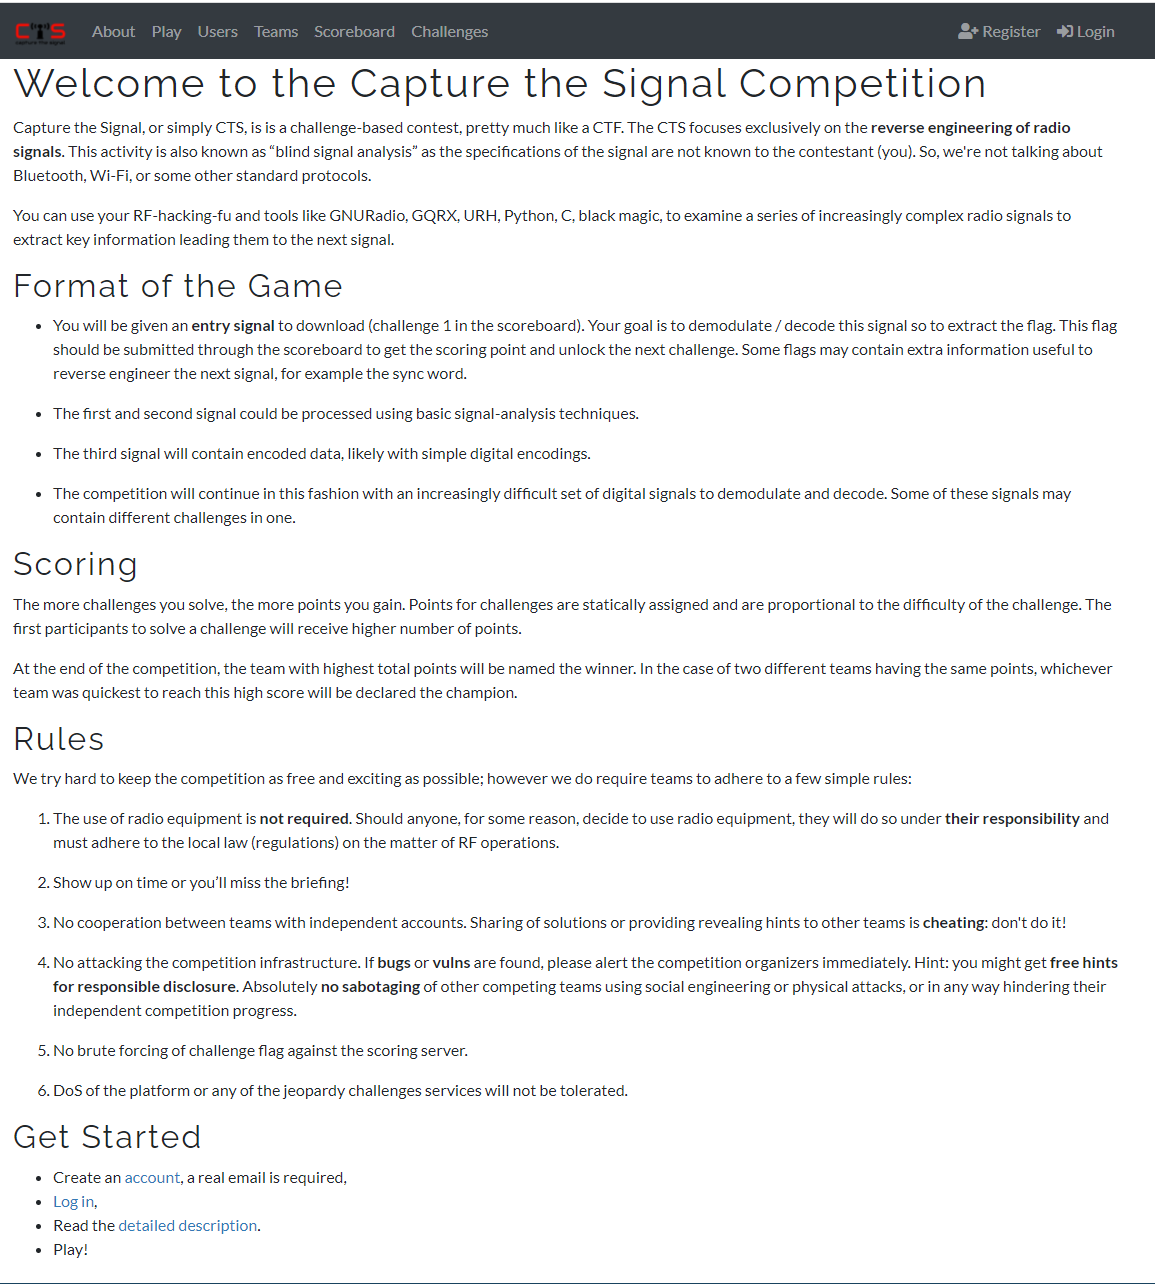 CTS
capture the signal
About Play Users Teams Scoreboard Challenges Register Login
Welcome to the Capture the Signal Competition
Capture the Signal, or simply CTS, is is a challenge-based contest, pretty much like a CTF. The CTS focuses exclusively on the reverse engineering of radio
signals. This activity is also known as “blind signal analysis” as the specifications of the signal are not known to the contestant (you). So, we're not talking about
Bluetooth, Wi-Fi, or some other standard protocols.
You can use your RF-hacking-fu and tools like GNURadio, GQRX, URH, Python, C, black magic, to examine a series of increasingly complex radio signals to
extract key information leading them to the next signal.
Format of the Game
• You will be given an entry signal to download (challenge 1 in the scoreboard). Your goal is to demodulate / decode this signal so to extract the flag. This flag
should be submitted through the scoreboard to get the scoring point and unlock the next challenge. Some flags may contain extra information useful to
reverse engineer the next signal, for example the sync word.
• The first and second signal could be processed using basic signal-analysis techniques.
• The third signal will contain encoded data, likely with simple digital encodings.
• The competition will continue in this fashion with an increasingly difficult set of digital signals to demodulate and decode. Some of these signals may
contain different challenges in one.
Scoring
The more challenges you solve, the more points you gain. Points for challenges are statically assigned and are proportional to the difficulty of the challenge. The
first participants to solve a challenge will receive higher number of points.
At the end of the competition, the team with highest total points will be named the winner. In the case of two different teams having the same points, whichever
team was quickest to reach this high score will be declared the champion.
Rules
We try hard to keep the competition as free and exciting as possible; however we do require teams to adhere to a few simple rules:
1. The use of radio equipment is not required. Should anyone, for some reason, decide to use radio equipment, they will do so under their responsibility and
must adhere to the local law (regulations) on the matter of RF operations.
2. Show up on time or you’ll miss the briefing!
3. No cooperation between teams with independent accounts. Sharing of solutions or providing revealing hints to other teams is cheating: don't do it!
4. No attacking the competition infrastructure. If bugs or vulns are found, please alert the competition organizers immediately. Hint: you might get free hints
for responsible disclosure. Absolutely no sabotaging of other competing teams using social engineering or physical attacks, or in any way hindering their
independent competition progress.
5. No brute forcing of challenge flag against the scoring server.
6. DoS of the platform or any of the jeopardy challenges services will not be tolerated.
Get Started
• Create an account, a real email is required,
• Log in,
• Read the detailed description.
• Play!